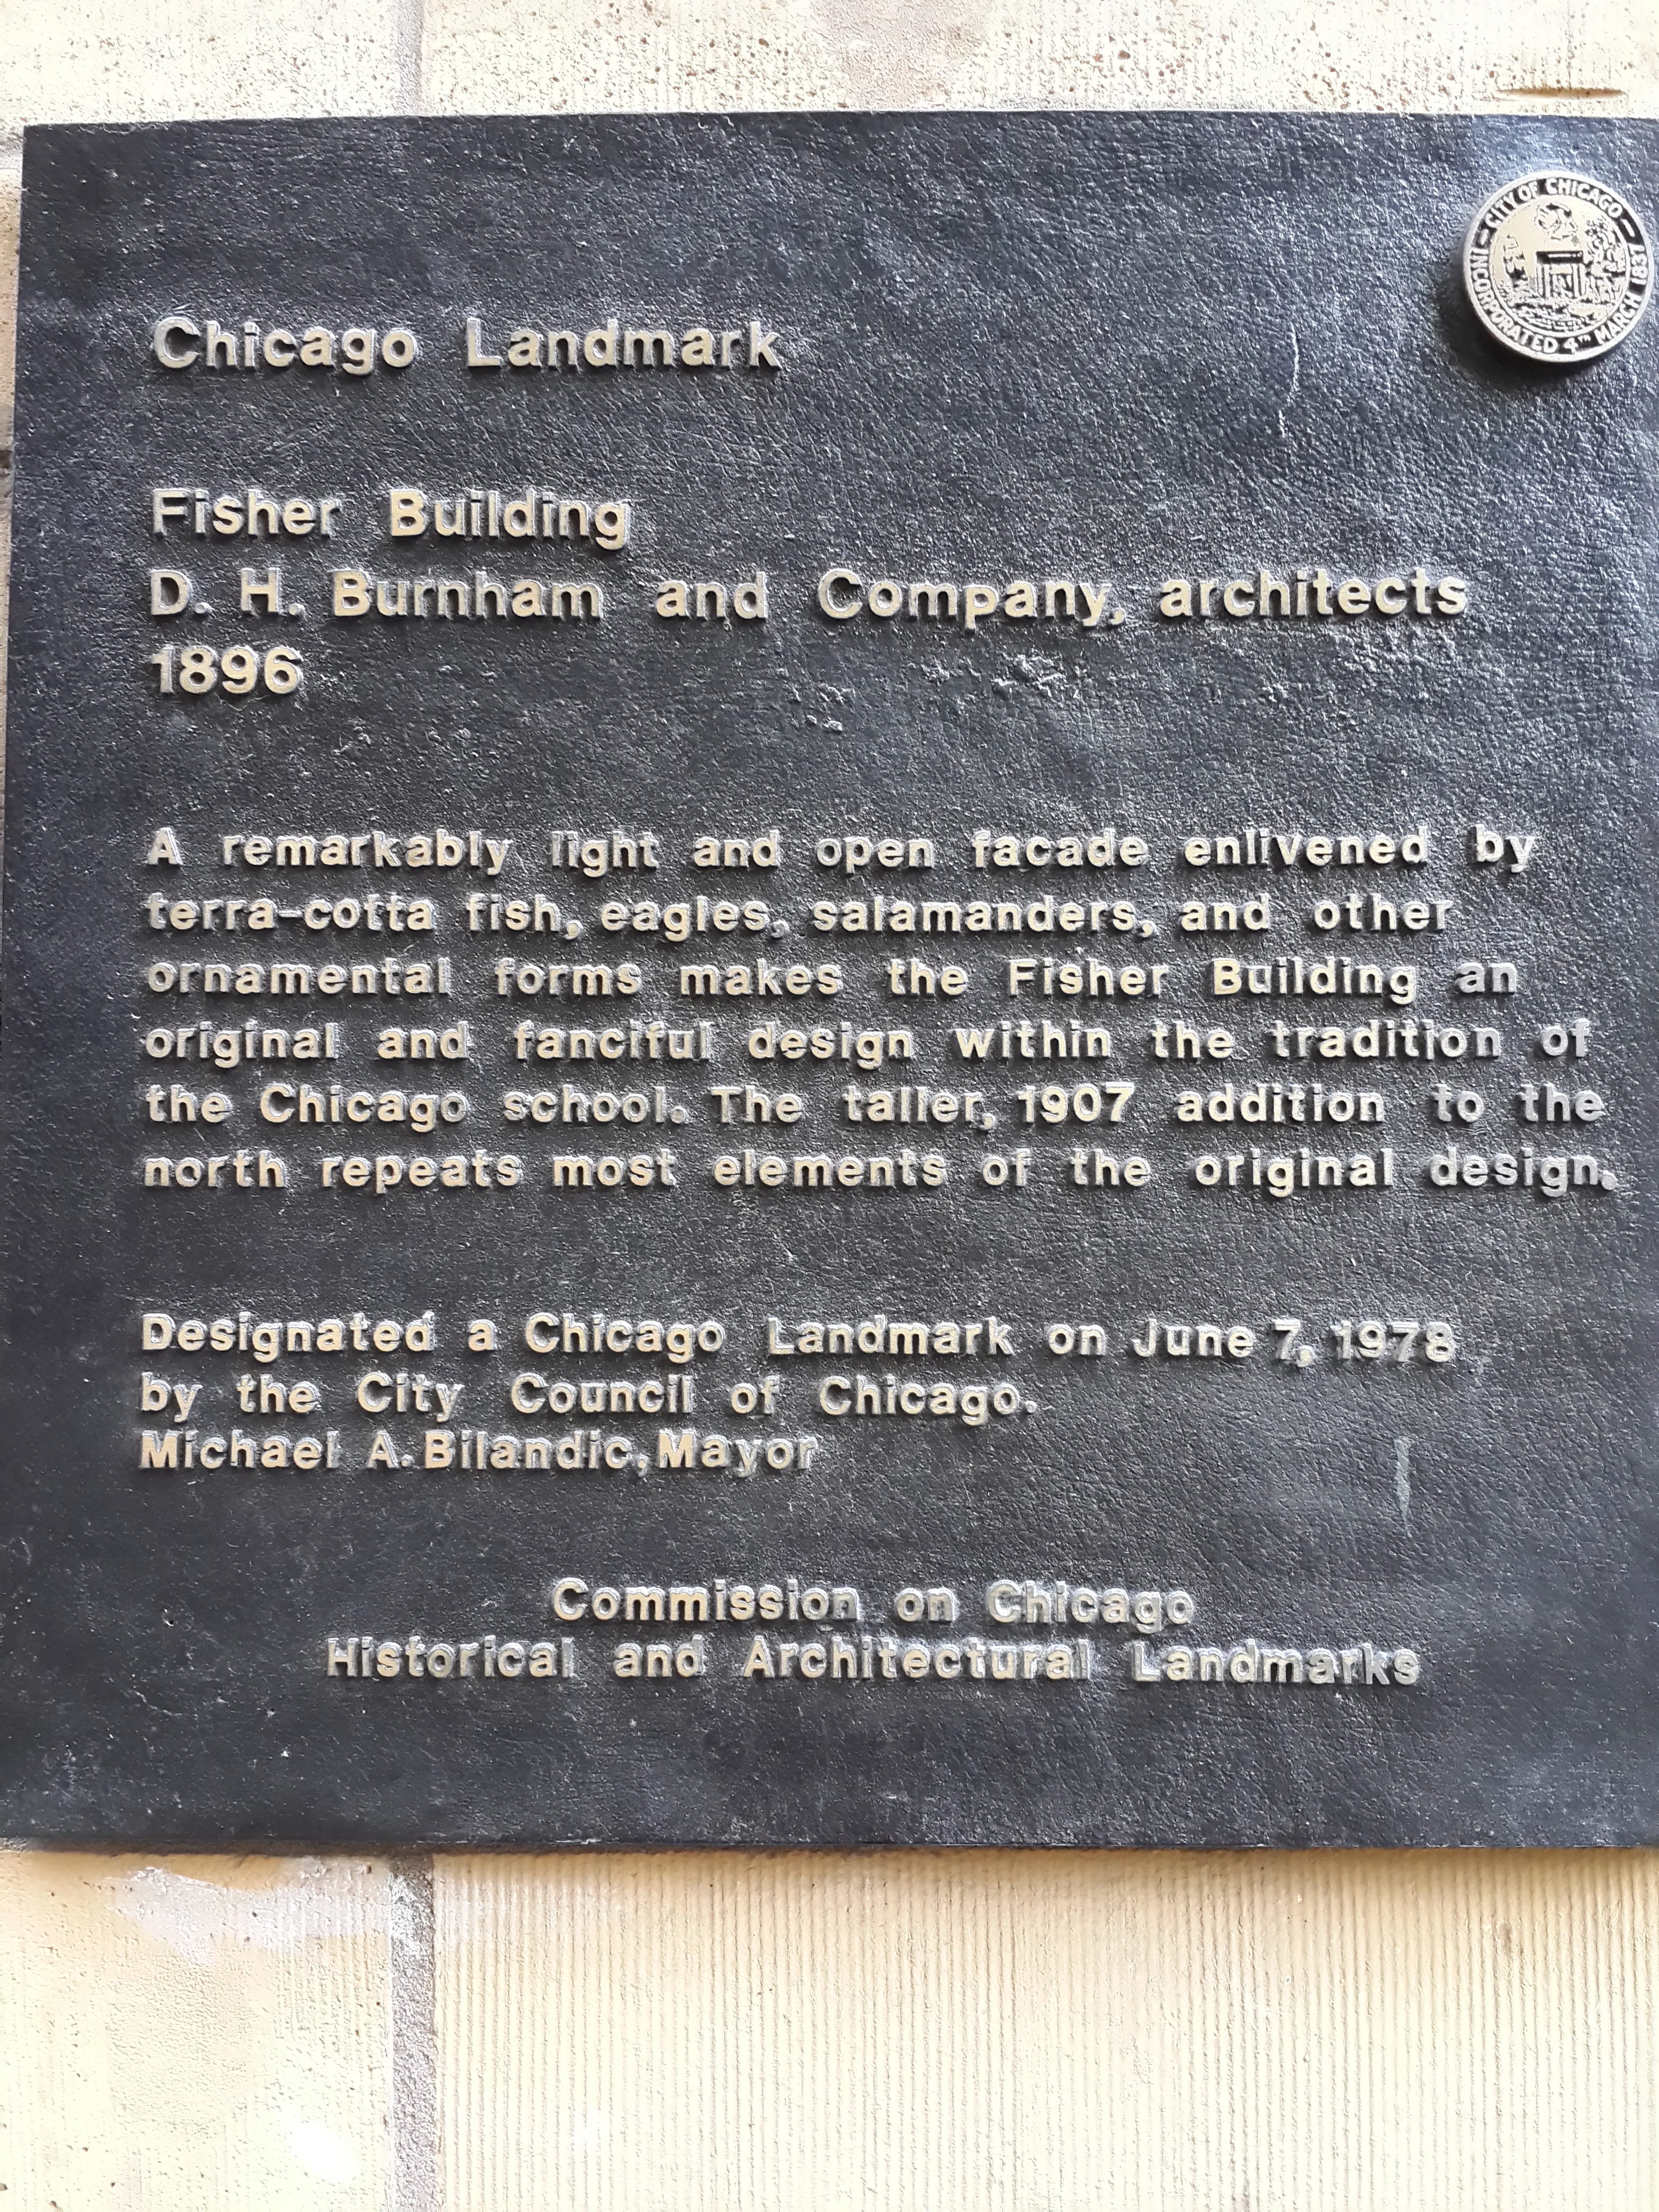 CITY OF CHICAGO
INCORPORATED 4TH MARCH 1837
Chicago Landmark
Fisher Building
D. H. Burnham and Company, architects
1896
A remarkably light and open facade enlivened by
terra-cotta fish, eagles, salamanders, and other
ornamental forms makes the Fisher Building an
original and fanciful design within the tradition of
the Chicago school. The taller, 1907 addition to the
north repeats most elements of the original design.
Designated a Chicago Landmark on June 7, 1978
by the City Council of Chicago.
Michael A. Bilandic, Mayor
Commission on Chicago
Historical and Architectural Landmarks